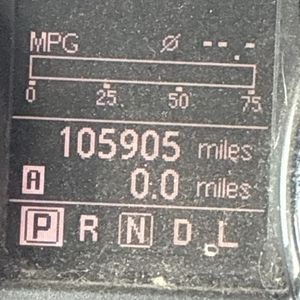 MPG ⌀ --.-
0 25 50 75
105905 miles
A 0.0 miles
P R N D L